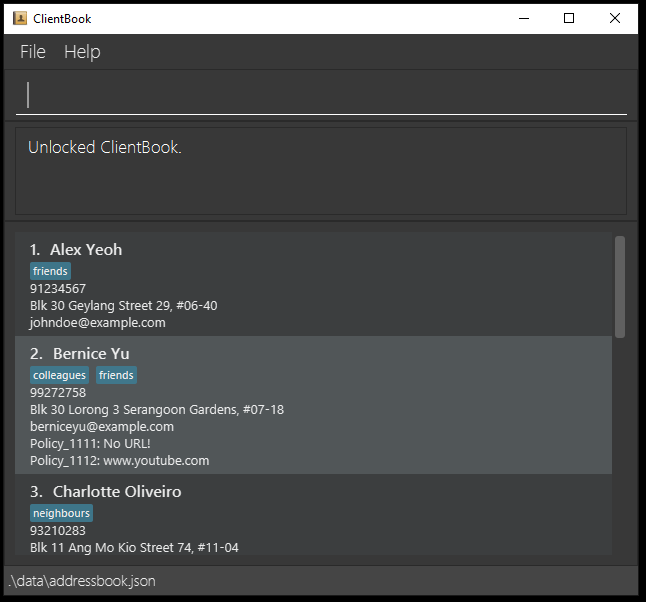 ClientBook
File Help
Unlocked ClientBook.
1. Alex Yeoh
friends
91234567
Blk 30 Geylang Street 29, #06-40
johndoe@example.com
2. Bernice Yu
colleagues friends
99272758
Blk 30 Lorong 3 Serangoon Gardens, #07-18
berniceyu@example.com
Policy_1111: No URL!
Policy_1112: www.youtube.com
3. Charlotte Oliveiro
neighbours
93210283
Blk 11 Ang Mo Kio Street 74, #11-04
.\data\addressbook.json